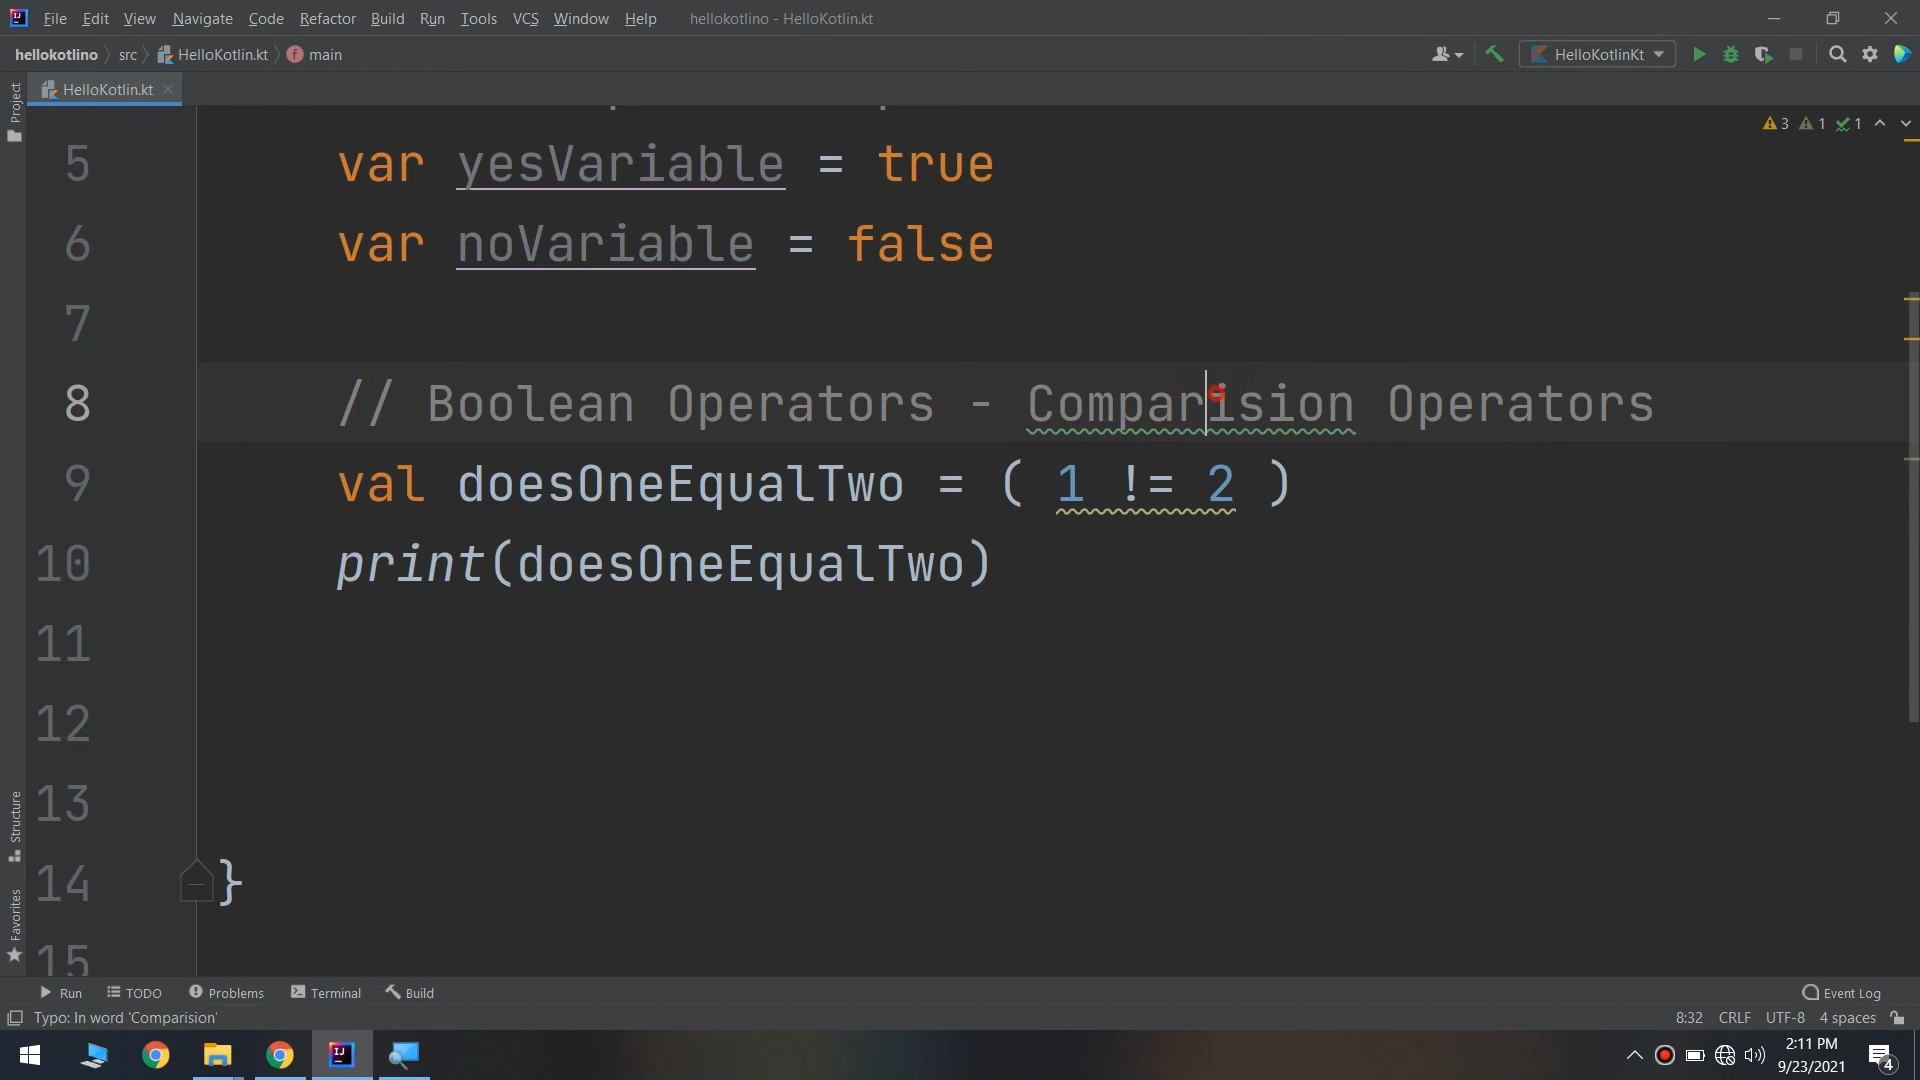 File Edit View Navigate Code Refactor Build Run Tools VCS Window Help hellokotlino - HelloKotlin.kt
hellokotlino src HelloKotlin.kt main HelloKotlinKt
HelloKotlin.kt
Project
3 1 1
5 var yesVariable = true
6 var noVariable = false
7
8 // Boolean Operators - Comparision Operators
9 val doesOneEqualTwo = ( 1 != 2 )
10 print(doesOneEqualTwo)
11
12
13
14 }
15
Structure
Favorites
Run TODO Problems Terminal Build Event Log
Typo: In word 'Comparision' 8:32 CRLF UTF-8 4 spaces
2:11 PM
9/23/2021
4